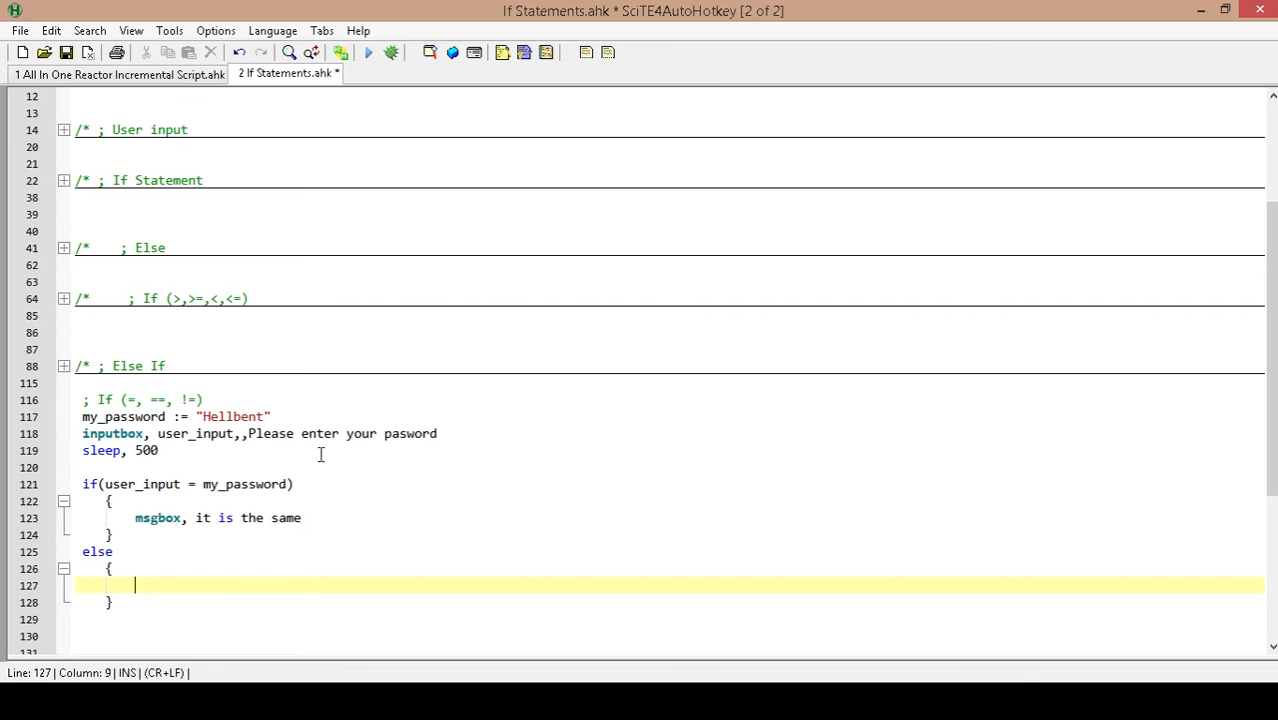 If Statements.ahk * SciTE4AutoHotkey [2 of 2]
File Edit Search View Tools Options Language Tabs Help
1 All In One Reactor Incremental Script.ahk 2 If Statements.ahk *
12
13
14 /* ; User input
20
21
22 /* ; If Statement
38
39
40
41 /* ; Else
62
63
64 /* ; If (>,>=,<,<=)
85
86
87
88 /* ; Else If
115
116 ; If (=, ==, !=)
117 my_password := "Hellbent"
118 inputbox, user_input,,Please enter your pasword
119 sleep, 500
120
121 if(user_input = my_password)
122 {
123 msgbox, it is the same
124 }
125 else
126 {
127
128 }
129
130
131
Line: 127 | Column: 9 | INS | (CR+LF) |